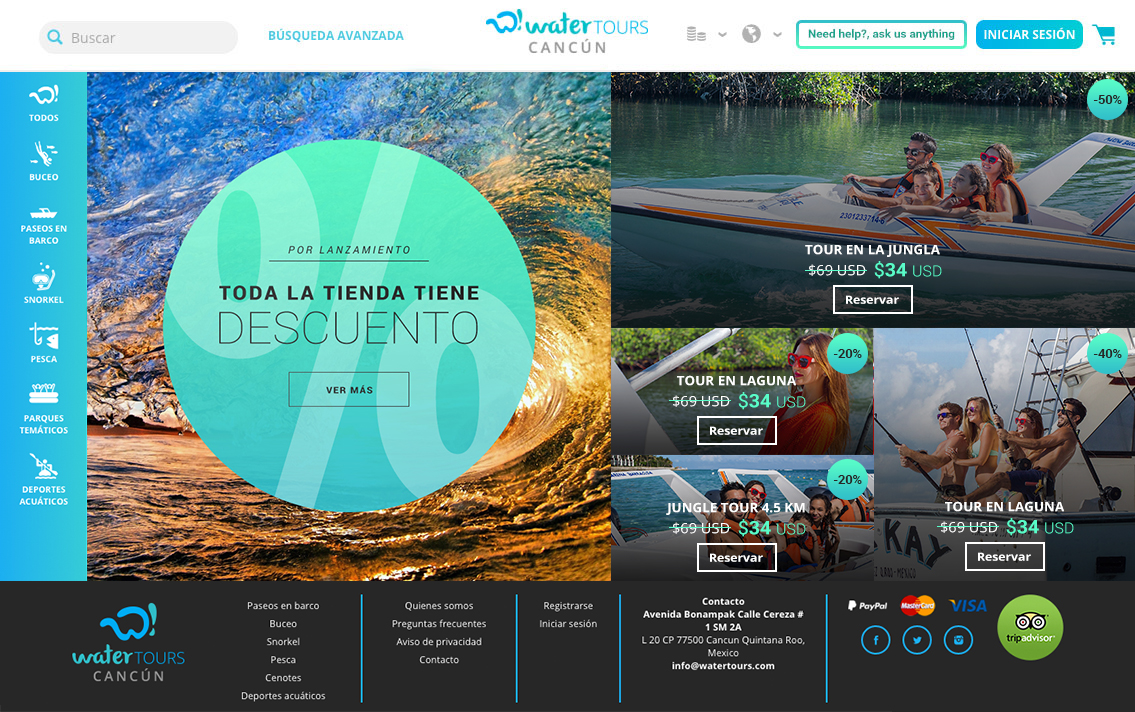 Buscar
BÚSQUEDA AVANZADA
water TOURS
CANCÚN
Need help?, ask us anything
INICIAR SESIÓN
TODOS
BUCEO
PASEOS EN
BARCO
SNORKEL
PESCA
PARQUES
TEMÁTICOS
DEPORTES
ACUÁTICOS
%
POR LANZAMIENTO
TODA LA TIENDA TIENE
DESCUENTO
VER MÁS
-50%
2301233714-6
TOUR EN LA JUNGLA
$69 USD $34 USD
Reservar
-20%
TOUR EN LAGUNA
$69 USD $34 USD
Reservar
-20%
JUNGLE TOUR 4.5 KM
$69 USD $34 USD
Reservar
-40%
TOUR EN LAGUNA
$69 USD $34 USD
Reservar
KAY
water TOURS
CANCÚN
Paseos en barco
Buceo
Snorkel
Pesca
Cenotes
Deportes acuáticos
Quienes somos
Preguntas frecuentes
Aviso de privacidad
Contacto
Registrarse
Iniciar sesión
Contacto
Avenida Bonampak Calle Cereza #
1 SM 2A
L 20 CP 77500 Cancun Quintana Roo,
Mexico
info@watertours.com
PayPal
MasterCard
VISA
tripadvisor